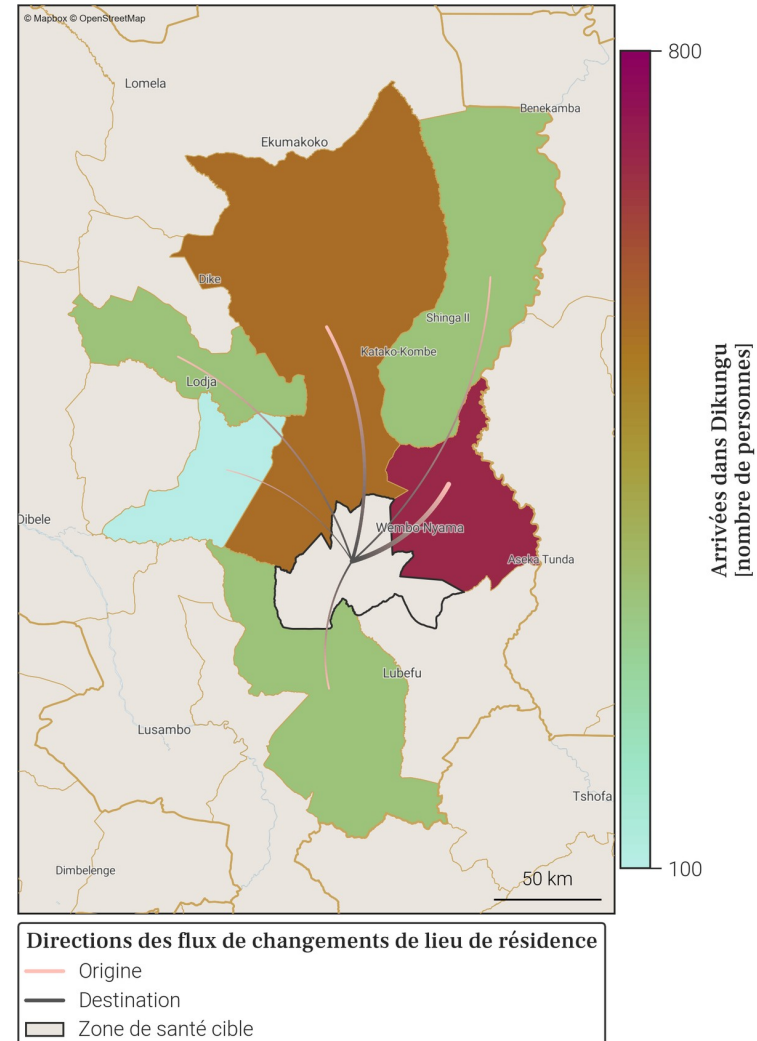 © Mapbox © OpenStreetMap
Lomela
Benekamba
Ekumakoko
Dike
Shinga II
Katako-Kombe
Lodja
Dibele
Wembo-Nyama
Aseka Tunda
Lubefu
Lusambo
Tshofa
Dimbelenge
50 km
800
Arrivées dans Dikungu
[nombre de personnes]
100
Directions des flux de changements de lieu de résidence
Origine
Destination
Zone de santé cible